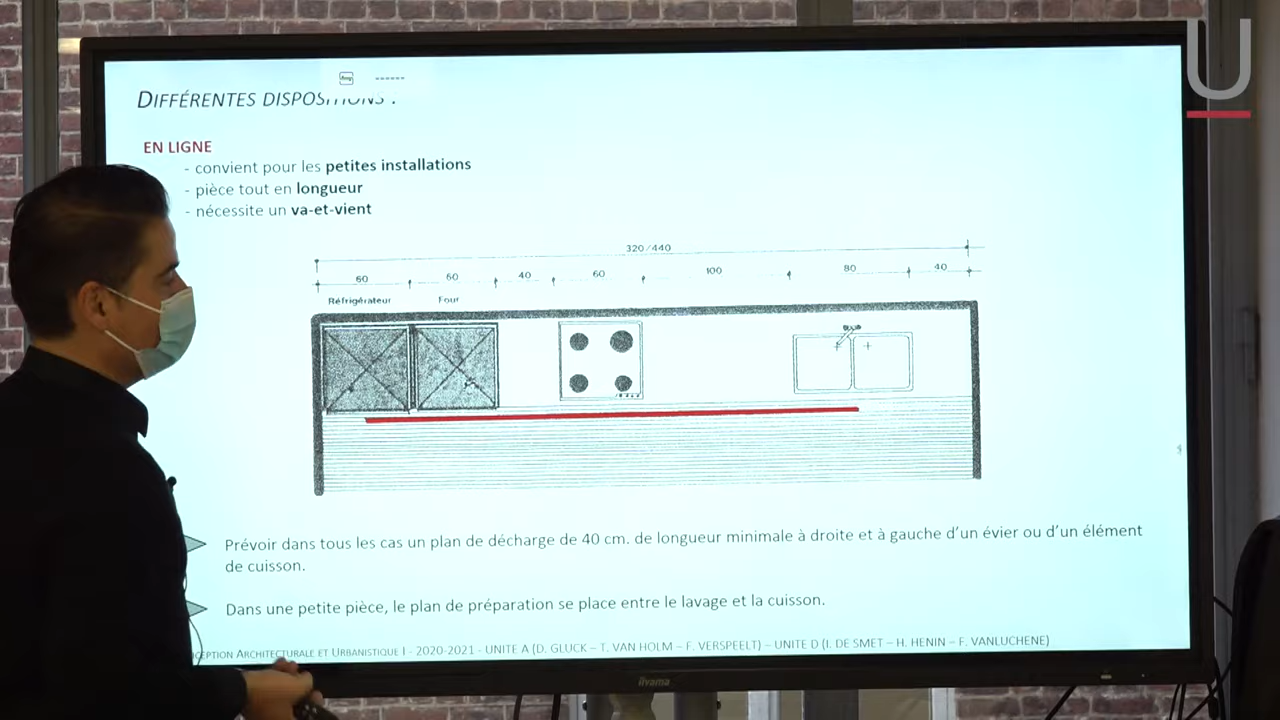 DIFFÉRENTES DISPOSITIONS :
EN LIGNE
- convient pour les petites installations
- pièce tout en longueur
- nécessite un va-et-vient
320/440
60 60 40 60 100 80 40
Réfrigérateur Four
Prévoir dans tous les cas un plan de décharge de 40 cm. de longueur minimale à droite et à gauche d'un évier ou d'un élément
de cuisson.
Dans une petite pièce, le plan de préparation se place entre le lavage et la cuisson.
CEPTION ARCHITECTURALE ET URBANISTIQUE I - 2020-2021 - UNITE A (D. GLUCK – T. VAN HOLM – F. VERSPEELT) – UNITE D (I. DE SMET – H. HENIN – F. VANLUCHENE)
iiyama
U